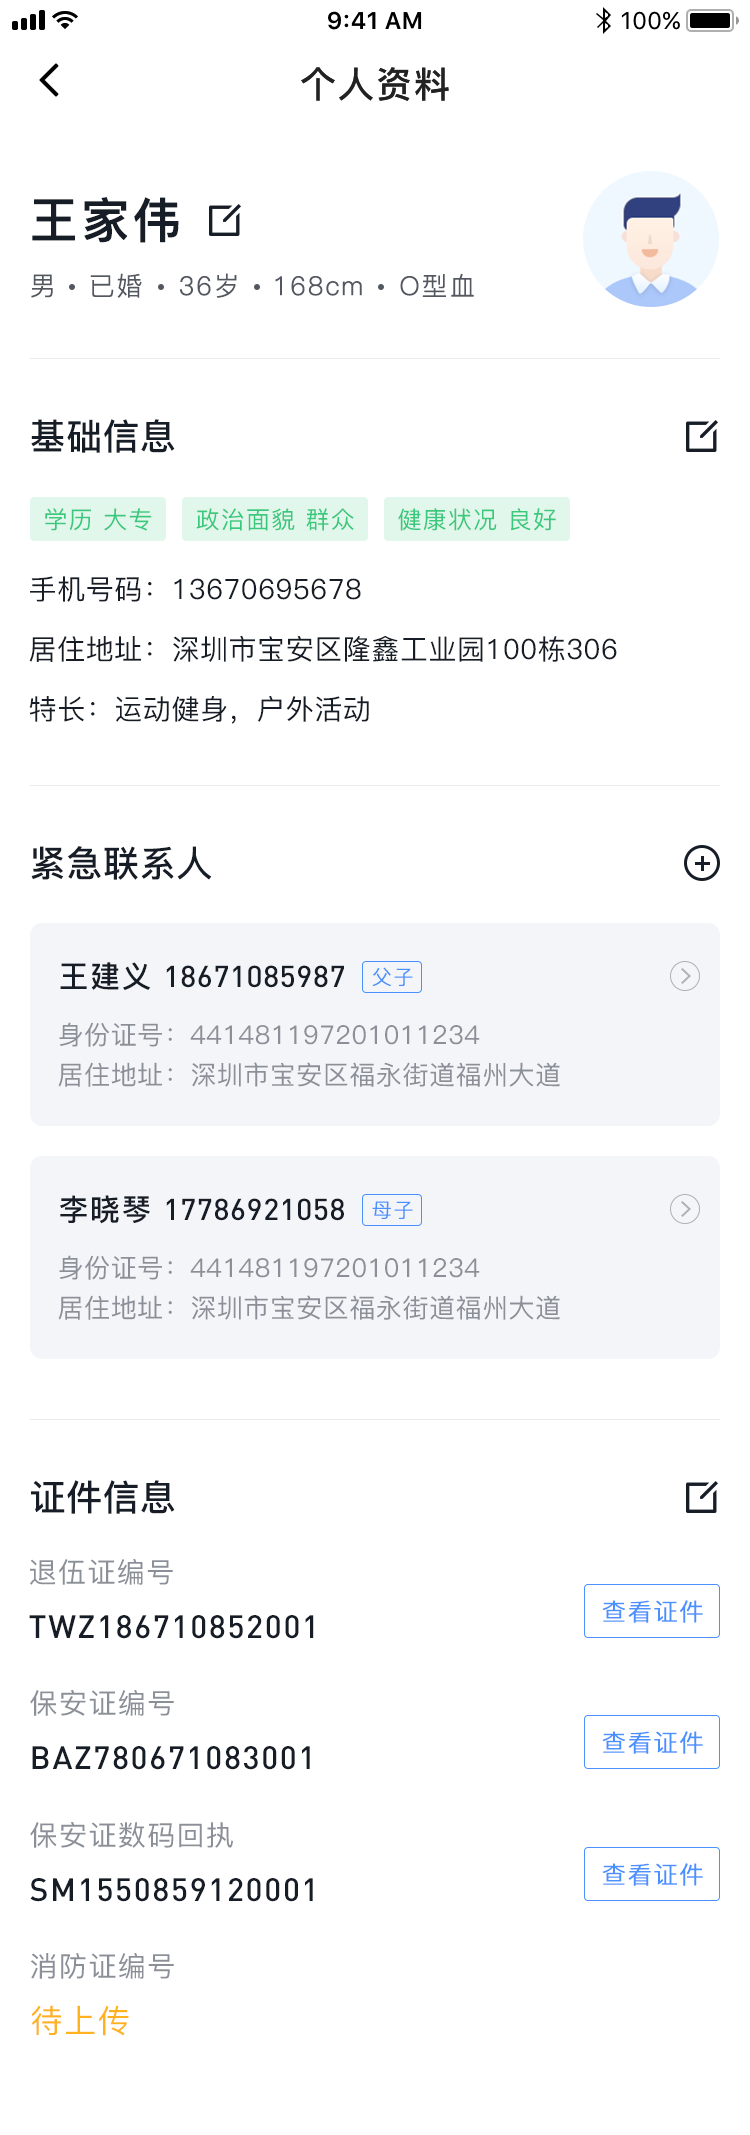 9:41 AM 100%
个人资料
王家伟
男 • 已婚 • 36岁 • 168cm • O型血
基础信息
学历 大专 政治面貌 群众 健康状况 良好
手机号码：13670695678
居住地址：深圳市宝安区隆鑫工业园100栋306
特长：运动健身，户外活动
紧急联系人
王建义 18671085987 父子
身份证号：441481197201011234
居住地址：深圳市宝安区福永街道福州大道
李晓琴 17786921058 母子
身份证号：441481197201011234
居住地址：深圳市宝安区福永街道福州大道
证件信息
退伍证编号
TWZ186710852001
查看证件
保安证编号
BAZ780671083001
查看证件
保安证数码回执
SM1550859120001
查看证件
消防证编号
待上传